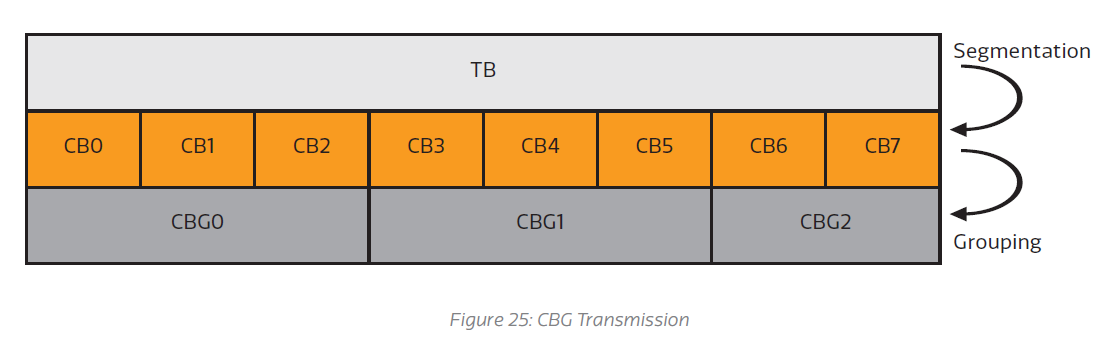 TB
Segmentation
CB0 CB1 CB2 CB3 CB4 CB5 CB6 CB7
CBG0 CBG1 CBG2
Grouping
Figure 25: CBG Transmission